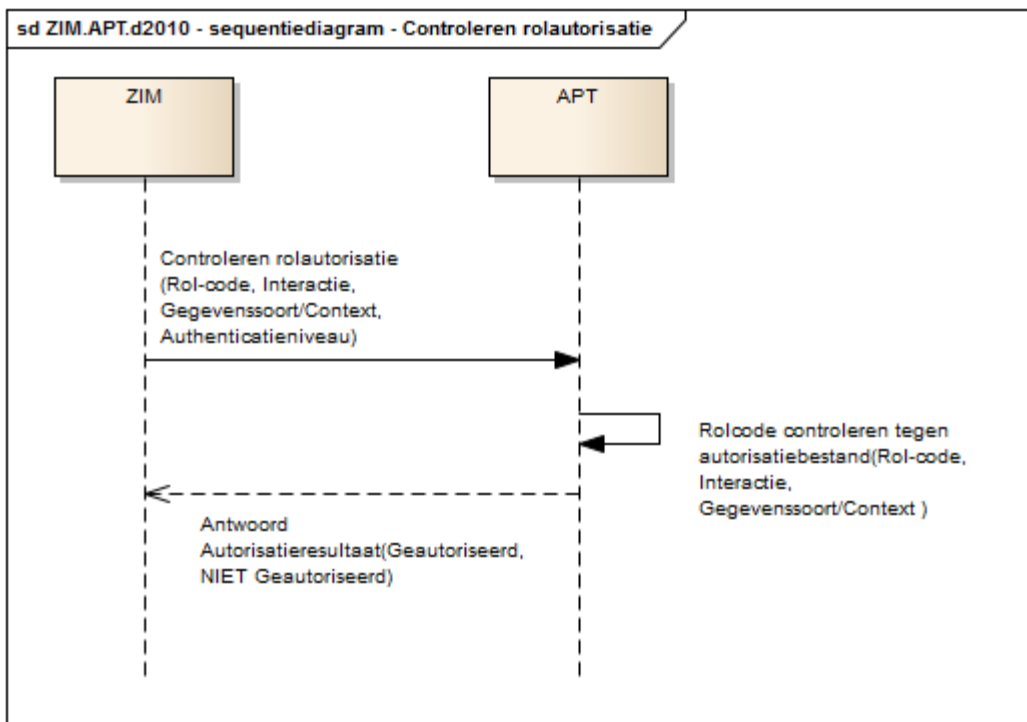 sd ZIM.APT.d2010 - sequentiediagram - Controleren rolautorisatie
ZIM
APT
Controleren rolautorisatie
(Rol-code, Interactie,
Gegevenssoort/Context,
Authenticatieniveau)
Rolcode controleren tegen
autorisatiebestand(Rol-code,
Interactie,
Gegevenssoort/Context )
Antwoord
Autorisatieresultaat(Geautoriseerd,
NIET Geautoriseerd)